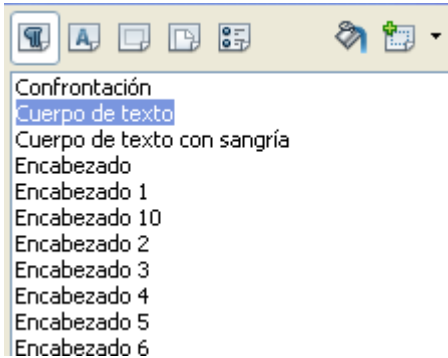 Confrontación
Cuerpo de texto
Cuerpo de texto con sangría
Encabezado
Encabezado 1
Encabezado 10
Encabezado 2
Encabezado 3
Encabezado 4
Encabezado 5
Encabezado 6